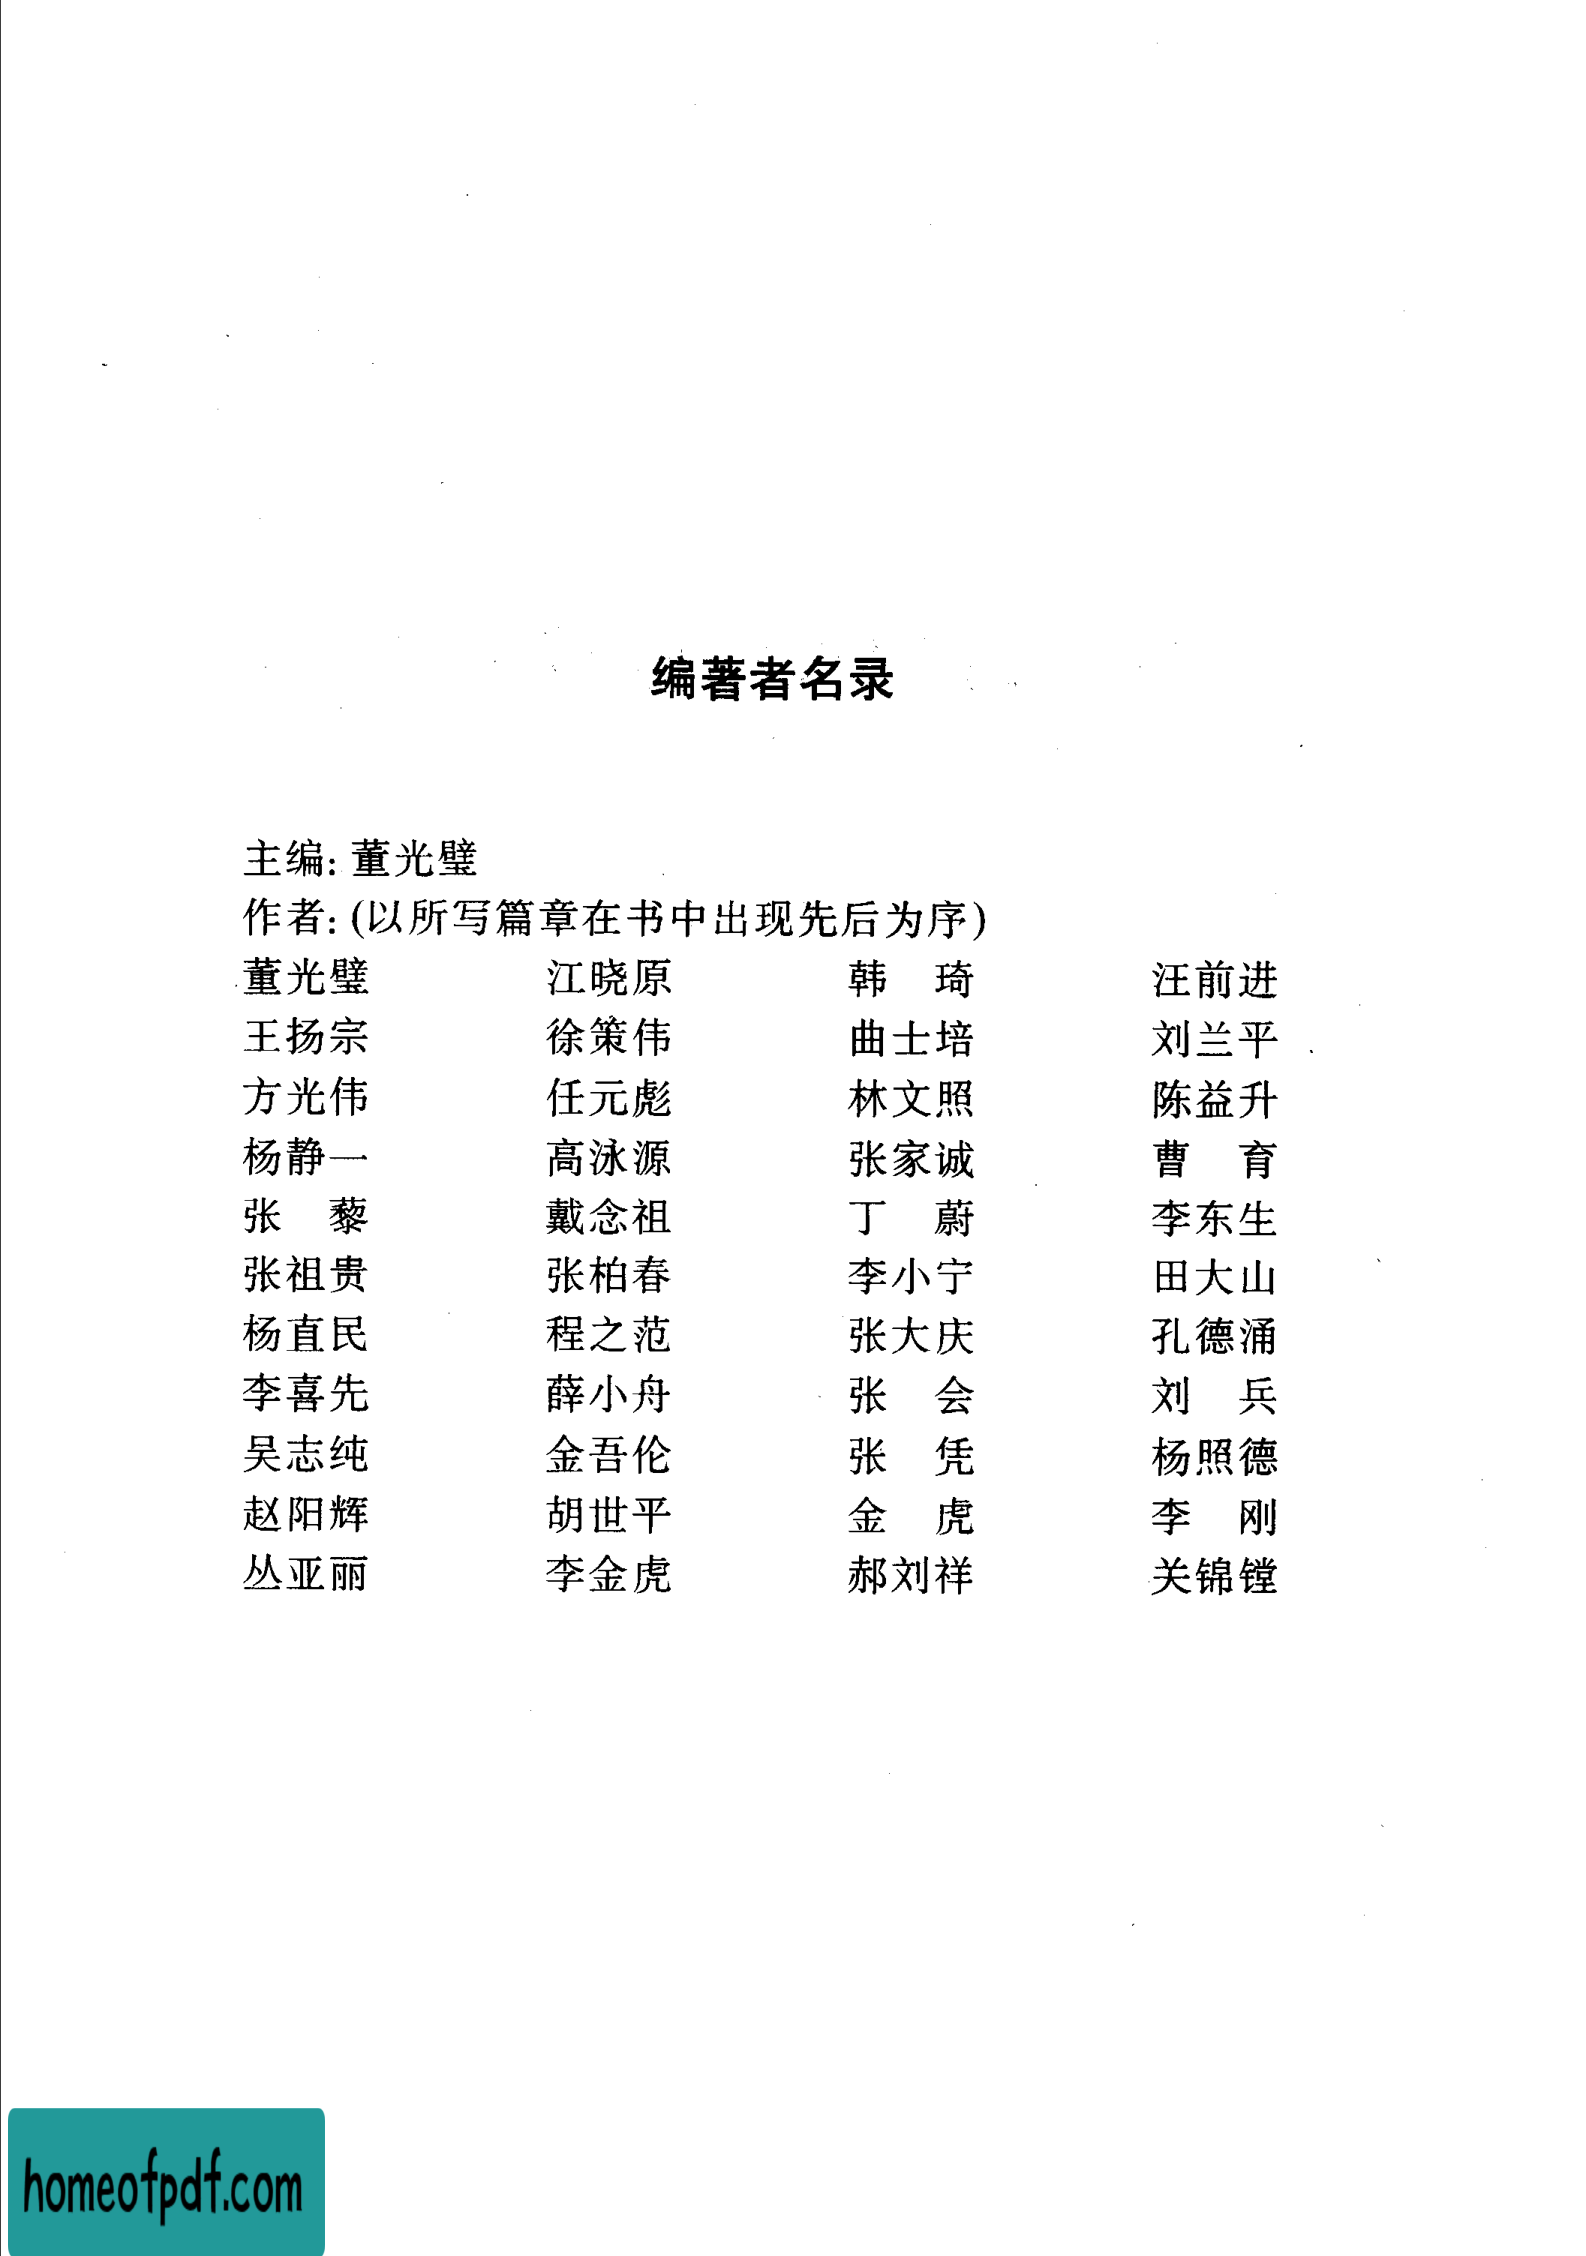 编著者名录
主编:董光璧
作者:(以所写篇章在书中出现先后为序)
董光璧 江晓原 韩 琦 汪前进
王扬宗 徐策伟 曲士培 刘兰平
方光伟 任元彪 林文照 陈益升
杨静一 高泳源 张家诚 曹 育
张 藜 戴念祖 丁 蔚 李东生
张祖贵 张柏春 李小宁 田大山
杨直民 程之范 张大庆 孔德涌
李喜先 薛小舟 张 会 刘 兵
吴志纯 金吾伦 张 凭 杨照德
赵阳辉 胡世平 金 虎 李 刚
丛亚丽 李金虎 郝刘祥 关锦镗
homeofpdf.com